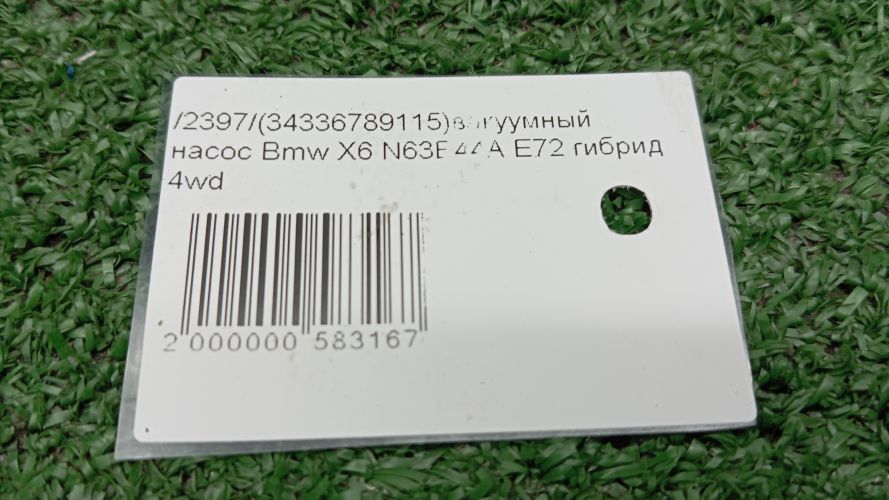 /2397/(34336789115)вакуумный
насос Bmw X6 N63B44A E72 гибрид
4wd
2 000000 583167